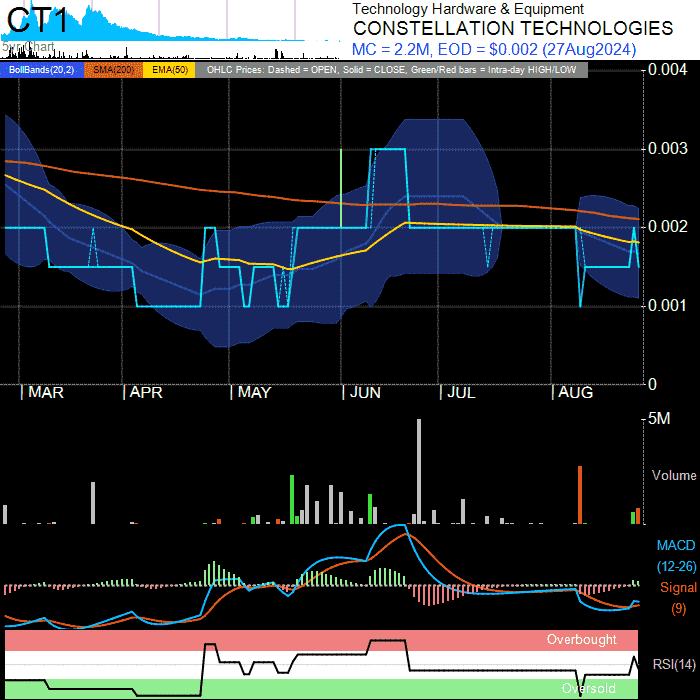 CT1
5yr Chart
Technology Hardware & Equipment
CONSTELLATION TECHNOLOGIES
MC = 2.2M, EOD = $0.002 (27Aug2024)
BollBands(20,2) SMA(200) EMA(50) OHLC Prices: Dashed = OPEN, Solid = CLOSE, Green/Red bars = Intra-day HIGH/LOW
0.004
0.003
0.002
0.001
0
MAR APR MAY JUN JUL AUG
5M
Volume
MACD
(12-26)
Signal
(9)
Overbought
RSI(14)
Oversold